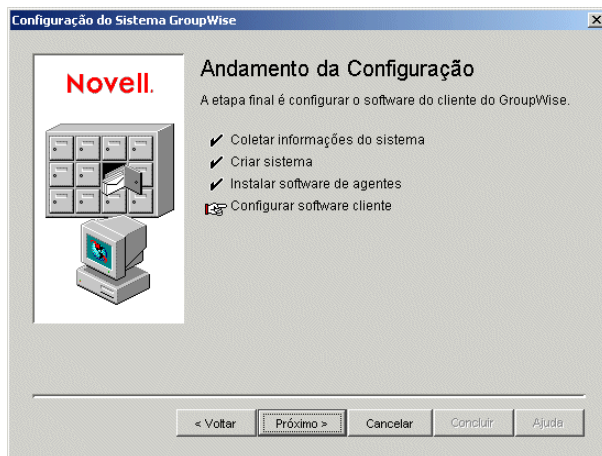 Configuração do Sistema GroupWise
Novell.
Andamento da Configuração
A etapa final é configurar o software do cliente do GroupWise.
Coletar informações do sistema
Criar sistema
Instalar software de agentes
Configurar software cliente
< Voltar
Próximo >
Cancelar
Concluir
Ajuda